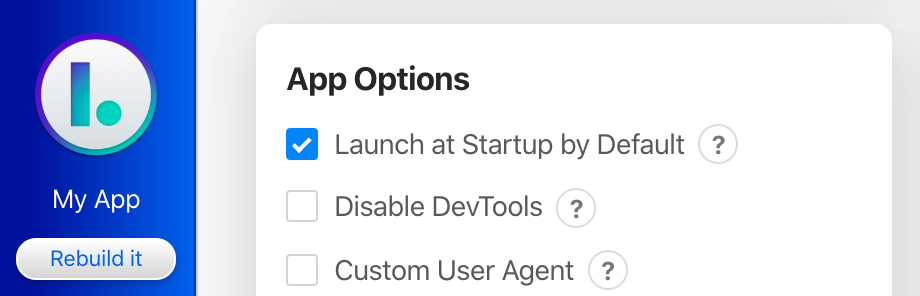 My App
Rebuild it
App Options
Launch at Startup by Default ?
Disable DevTools ?
Custom User Agent ?